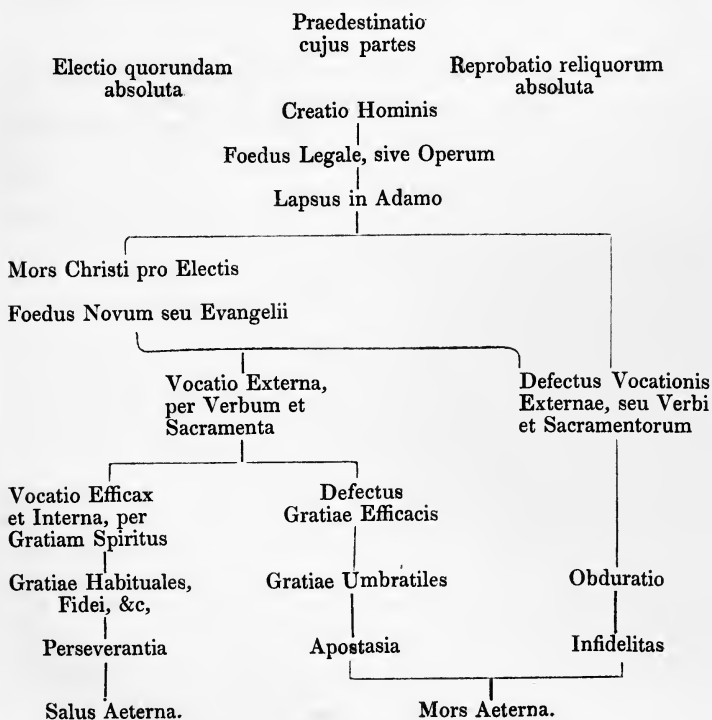 Praedestinatio
cujus partes
Electio quorundam
absoluta
Reprobatio reliquorum
absoluta
Creatio Hominis
Foedus Legale, sive Operum
Lapsus in Adamo
Mors Christi pro Electis
Foedus Novum seu Evangelii
Vocatio Externa,
per Verbum et
Sacramenta
Defectus Vocationis
Externae, seu Verbi
et Sacramentorum
Vocatio Efficax
et Interna, per
Gratiam Spiritus
Defectus
Gratiae Efficacis
Gratiae Habituales,
Fidei, &c,
Gratiae Umbratiles
Obduratio
Perseverantia
Apostasia
Infidelitas
Salus Aeterna.
Mors Aeterna.